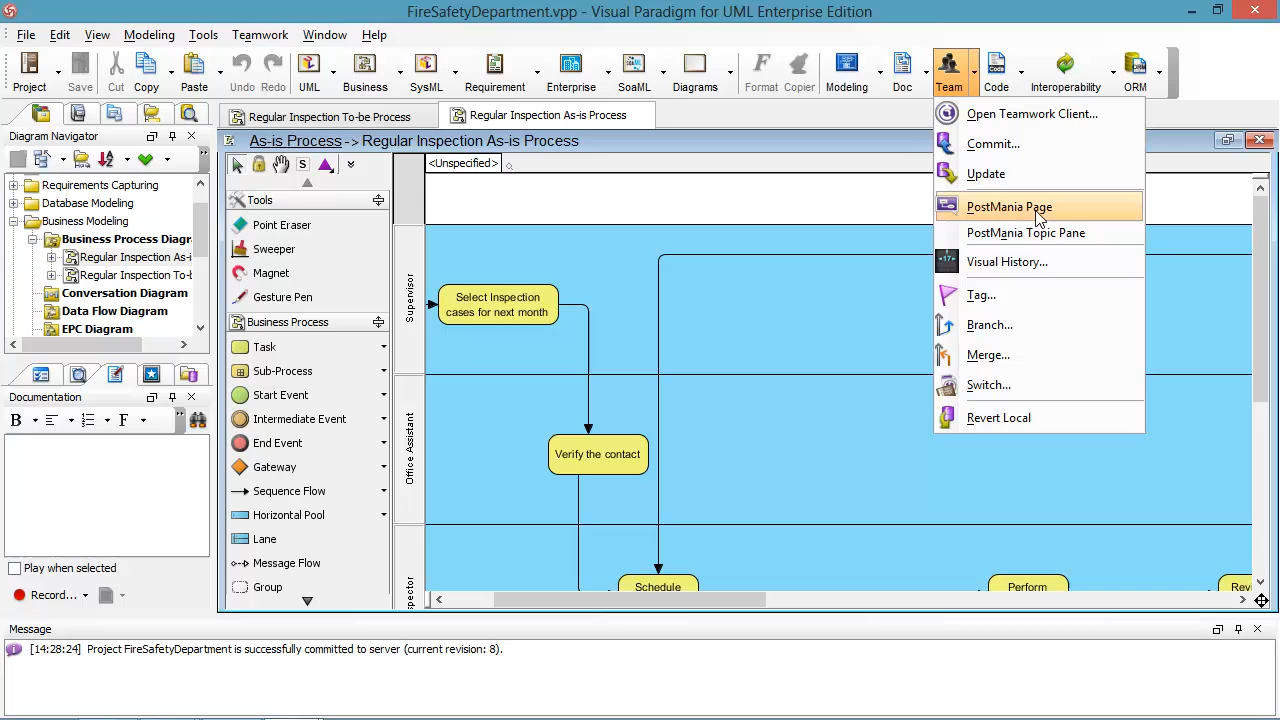 FireSafetyDepartment.vpp - Visual Paradigm for UML Enterprise Edition
File Edit View Modeling Tools Teamwork Window Help
Project Save Cut Copy Paste Undo Redo UML Business SysML Requirement Enterprise SoaML Diagrams Format Copier Modeling Doc Team Code Interoperability ORM
Diagram Navigator
Requirements Capturing
Database Modeling
Business Modeling
Business Process Diagr
Regular Inspection As-i
Regular Inspection To-b
Conversation Diagram
Data Flow Diagram
EPC Diagram
Documentation
B F
Play when selected
Record...
Regular Inspection To-be Process
Regular Inspection As-is Process
As-is Process -> Regular Inspection As-is Process
S
<Unspecified>
Tools
Point Eraser
Sweeper
Magnet
Gesture Pen
Business Process
Task
Sub-Process
Start Event
Intermediate Event
End Event
Gateway
Sequence Flow
Horizontal Pool
Lane
Message Flow
Group
Supervisor
Select Inspection
cases for next month
Office Assistant
Verify the contact
pector
Schedule
Perform
Rev
Open Teamwork Client...
Commit...
Update
PostMania Page
PostMania Topic Pane
Visual History...
Tag...
Branch...
Merge...
Switch...
Revert Local
Message
[14:28:24] Project FireSafetyDepartment is successfully committed to server (current revision: 8).